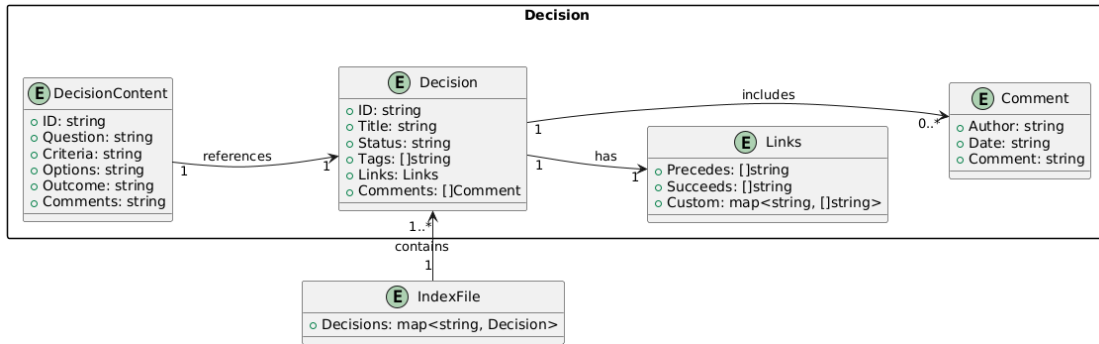 Decision
E DecisionContent
ID: string
Question: string
Criteria: string
Options: string
Outcome: string
Comments: string
references
1
1
E Decision
ID: string
Title: string
Status: string
Tags: []string
Links: Links
Comments: []Comment
includes
1
0..*
has
1
1
E Links
Precedes: []string
Succeeds: []string
Custom: map<string, []string>
E Comment
Author: string
Date: string
Comment: string
1..*
contains
1
E IndexFile
Decisions: map<string, Decision>